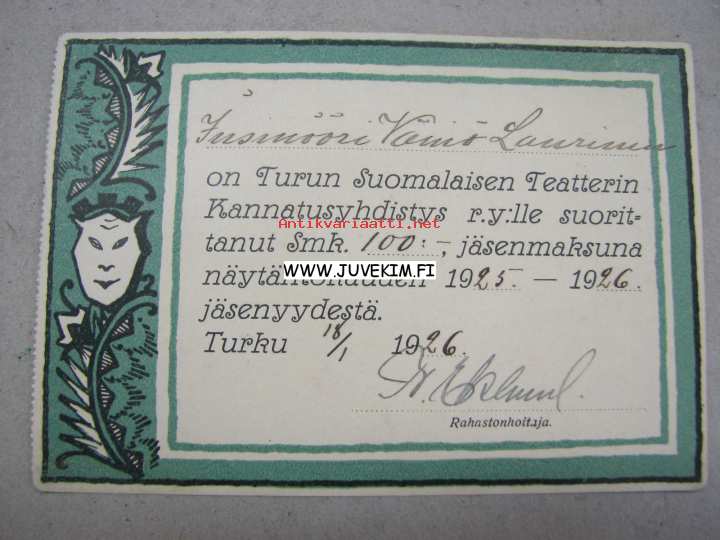 Insinööri Väinö Laurinen
on Turun Suomalaisen Teatterin
Kannatusyhdistys r.y:lle suorit-
Antikvariaatti.net
tanut Smk. 100:-, jäsenmaksuna
WWW.JUVEKIM.FI
näytäntökauden 1925. — 1926.
jäsenyydestä.
Turku 18/1 1926.
Rahastonhoitaja.